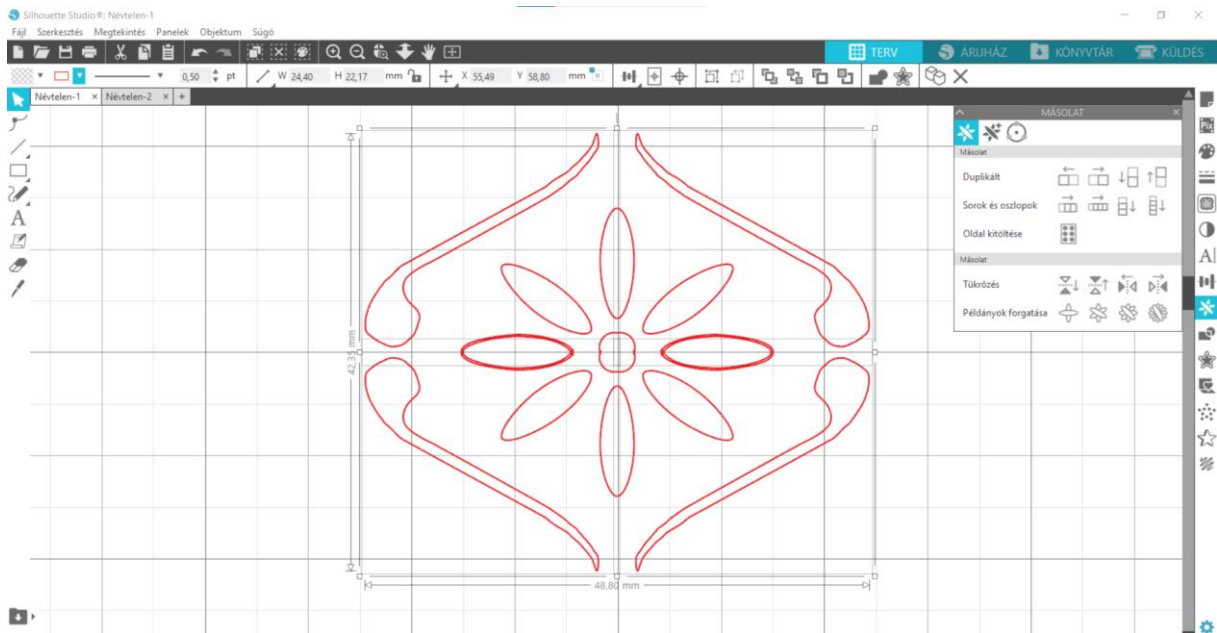 Silhouette Studio®: Névtelen-1
Fájl Szerkesztés Megtekintés Panelek Objektum Súgó
TERV ÁRUHÁZ KÖNYVTÁR KÜLDÉS
0,50 pt W 24,40 H 22,17 mm X 55,49 Y 58,80 mm
Névtelen-1 × Névtelen-2 × +
MÁSOLAT
Másolat
Duplikált
Sorok és oszlopok
Oldal kitöltése
Másolat
Tükrözés
Példányok forgatása
42,35 mm
48,80 mm
A
Pix
A